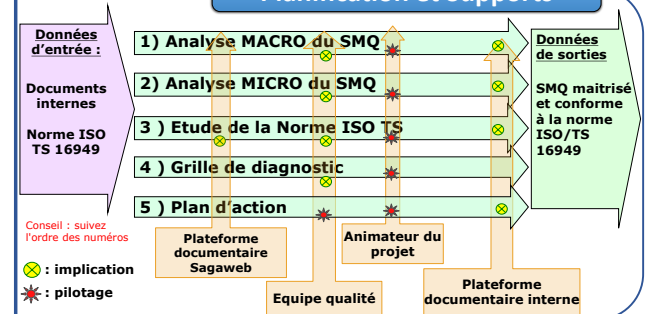 Planification et supports
Données
d'entrée :
Documents
internes
Norme ISO
TS 16949
1) Analyse MACRO du SMQ
2) Analyse MICRO du SMQ
3 ) Etude de la Norme ISO TS
4 ) Grille de diagnostic
5 ) Plan d'action
Données
de sorties
SMQ maitrisé
et conforme
à la norme
ISO/TS
16949
Conseil : suivez
l'ordre des numéros
: implication
: pilotage
Plateforme
documentaire
Sagaweb
Equipe qualité
Animateur du
projet
Plateforme
documentaire interne